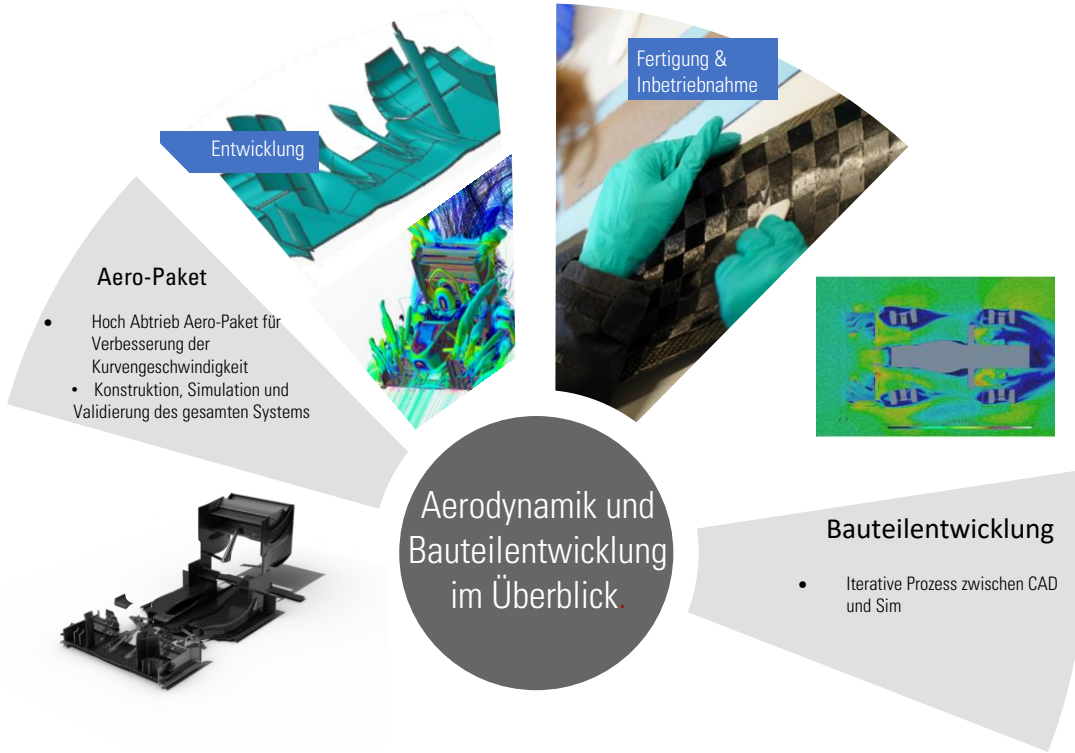 Entwicklung
Fertigung &
Inbetriebnahme
Aero-Paket
• Hoch Abtrieb Aero-Paket für
Verbesserung der
Kurvengeschwindigkeit
• Konstruktion, Simulation und
Validierung des gesamten Systems
Aerodynamik und
Bauteilentwicklung
im Überblick.
Bauteilentwicklung
• Iterative Prozess zwischen CAD
und Sim